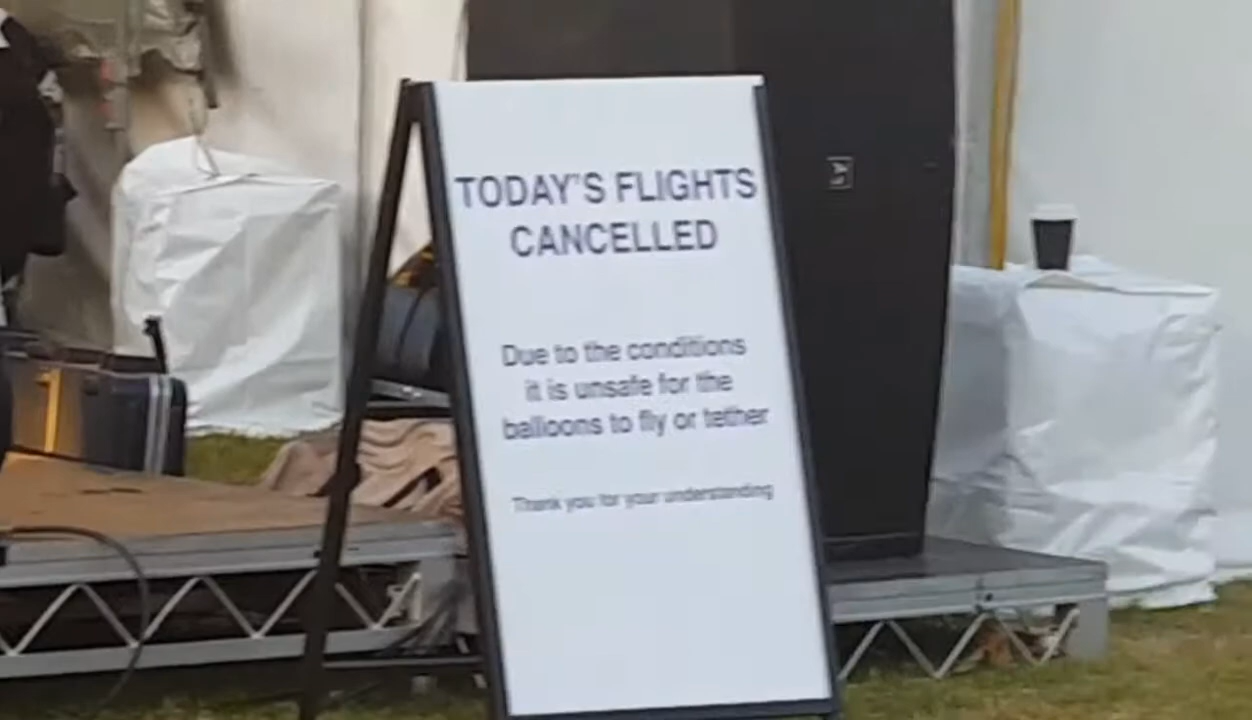 TODAY'S FLIGHTS
CANCELLED
Due to the conditions
it is unsafe for the
balloons to fly or tether
Thank you for your understanding